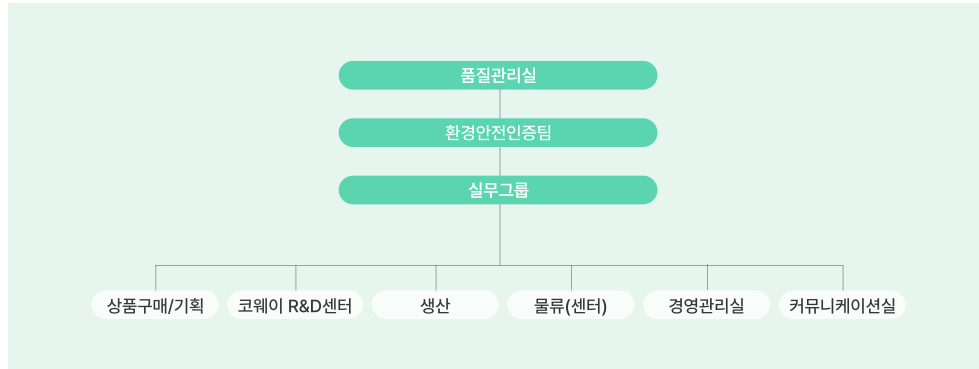 품질관리실
환경안전인증팀
실무그룹
상품구매/기획
코웨이 R&D센터
생산
물류(센터)
경영관리실
커뮤니케이션실